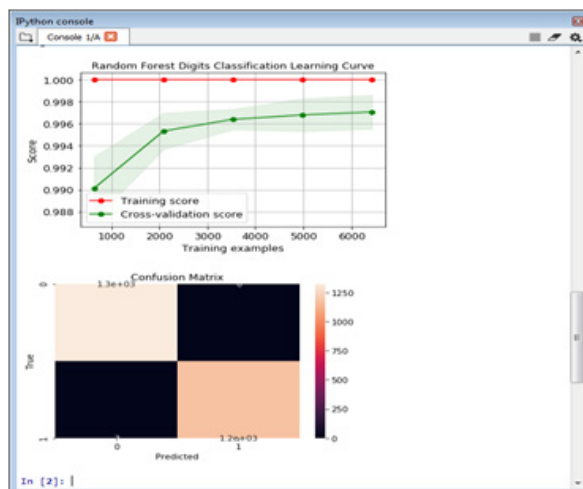 IPython console
Console 1/A
Random Forest Digits Classification Learning Curve
1.000
0.998
0.996
0.994
0.992
0.990
0.988
Score
Training score
Cross-validation score
1000 2000 3000 4000 5000 6000
Training examples
Confusion Matrix
0 1.3e+03
1250
1000
750
500
250
0
True
1 1.2e+03
0 1
Predicted
In [2]: